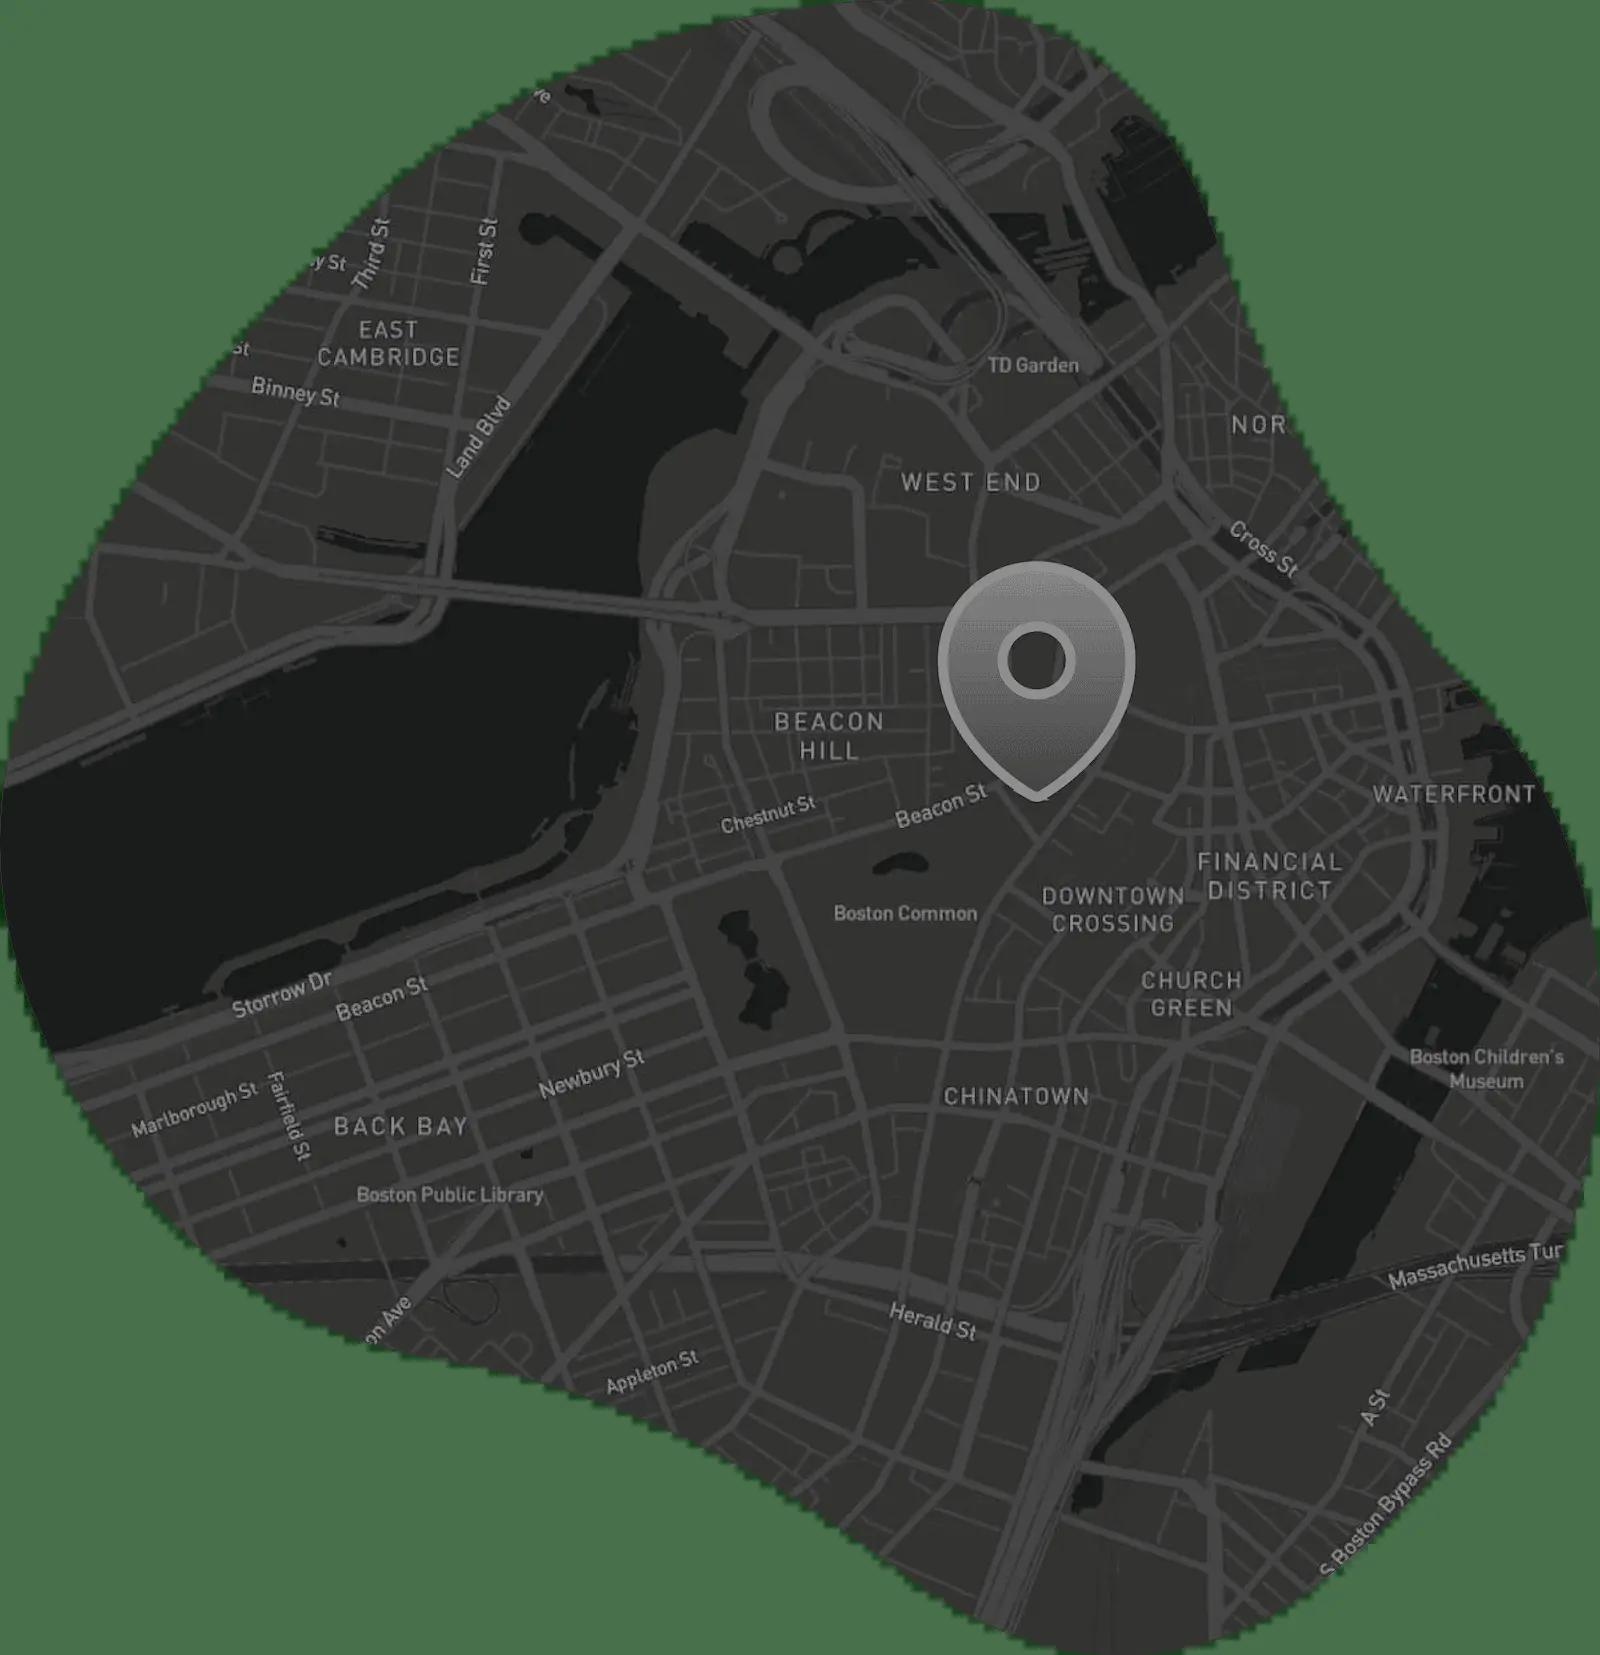 ve
Third St
First St
y St
EAST
CAMBRIDGE
St
Binney St
Land Blvd
TD Garden
NOR
WEST END
Cross St
BEACON
HILL
Chestnut St
Beacon St
WATERFRONT
FINANCIAL
DISTRICT
DOWNTOWN
CROSSING
Boston Common
CHURCH
GREEN
Storrow Dr
Beacon St
Newbury St
Boston Children's
Museum
CHINATOWN
Marlborough St
Fairfield St
BACK BAY
Boston Public Library
Massachusetts Tur
on Ave
Herald St
Appleton St
A St
S Boston Bypass Rd